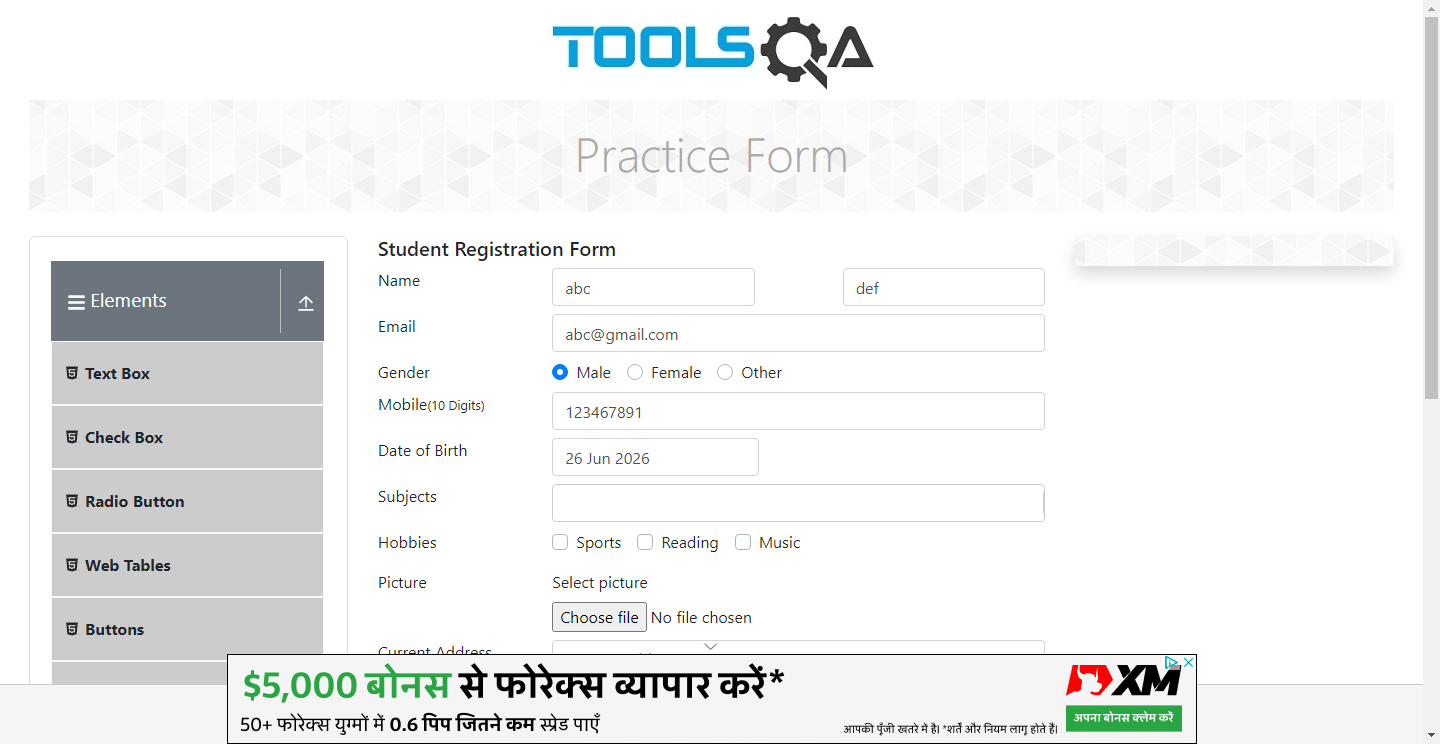 TOOLSQA
Practice Form
Elements
Text Box
Check Box
Radio Button
Web Tables
Buttons
Student Registration Form
Name abc def
Email abc@gmail.com
Gender Male Female Other
Mobile(10 Digits) 123467891
Date of Birth 26 Jun 2026
Subjects
Hobbies Sports Reading Music
Picture Select picture
Choose file No file chosen
Current Address
$5,000 बोनस से फोरेक्स व्यापार करें*
50+ फोरेक्स युग्मों में 0.6 पिप जितने कम स्प्रेड पाएँ
आपकी पूँजी खतरे में है। *शर्तें और नियम लागू होते हैं।
XM
अपना बोनस क्लेम करें